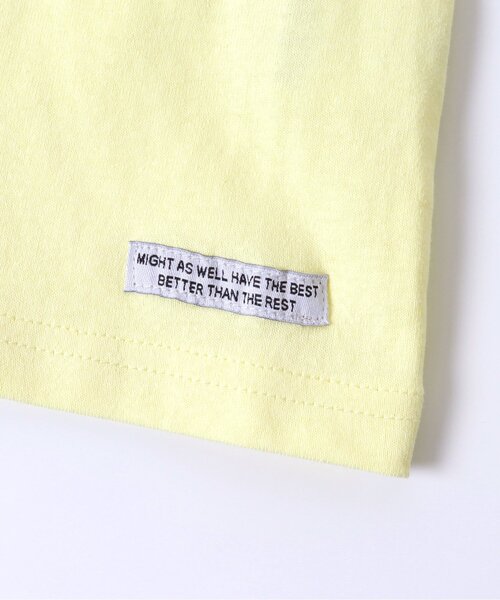 MIGHT AS WELL HAVE THE BEST
BETTER THAN THE REST